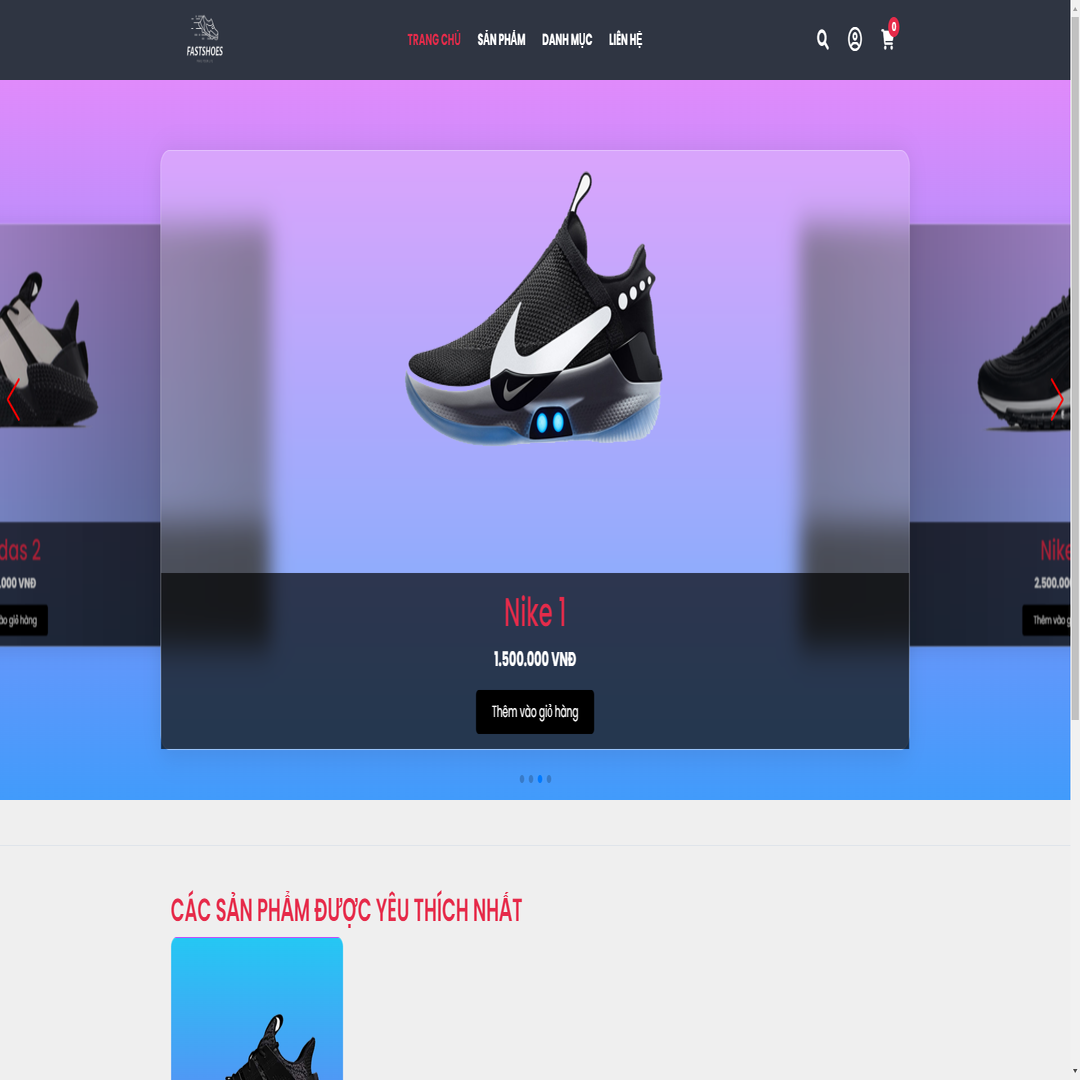 FASTSHOES
TRANG CHỦ
SẢN PHẨM
DANH MỤC
LIÊN HỆ
0
das 2
.000 VNĐ
ào giỏ hàng
Nike 1
1.500.000 VNĐ
Thêm vào giỏ hàng
Nike
2.500.00
Thêm vào g
CÁC SẢN PHẨM ĐƯỢC YÊU THÍCH NHẤT